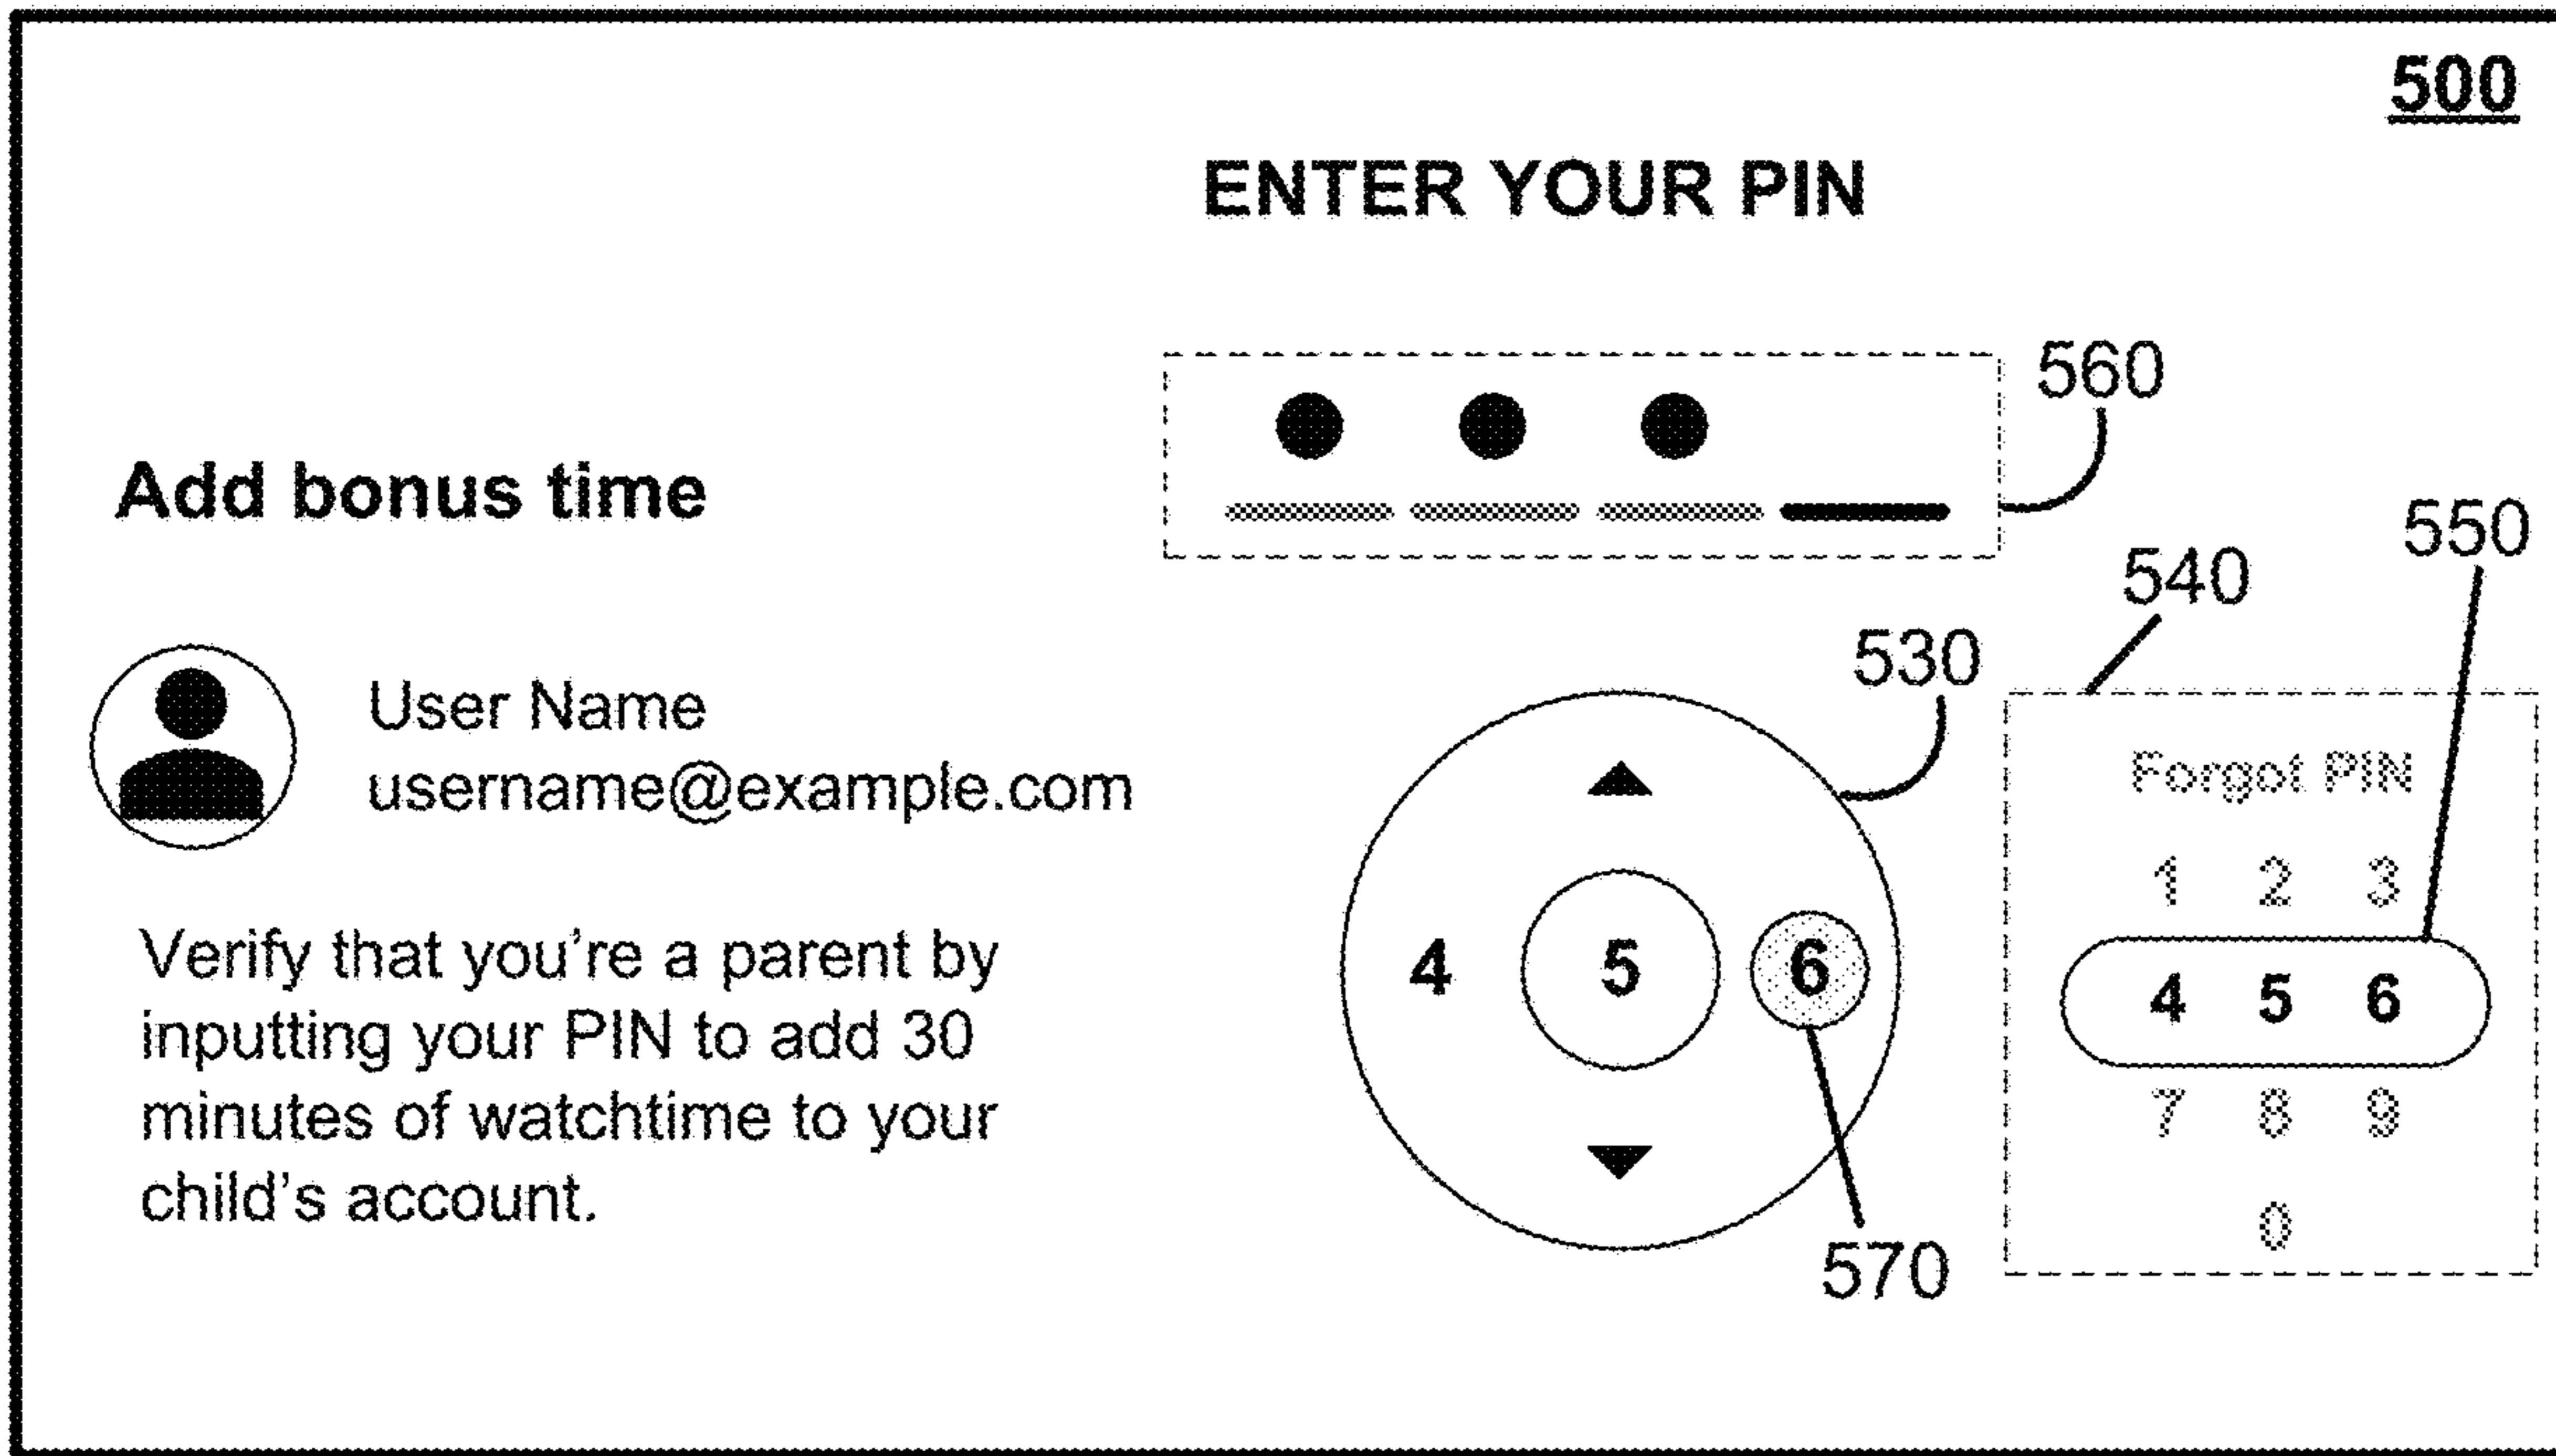 500
ENTER YOUR PIN
560
Add bonus time
550
540
530
User Name
username@example.com
Forgot PIN
1 2 3
4 5 6
4 5 6
7 8 9
0
Verify that you're a parent by
inputting your PIN to add 30
minutes of watchtime to your
child's account.
570